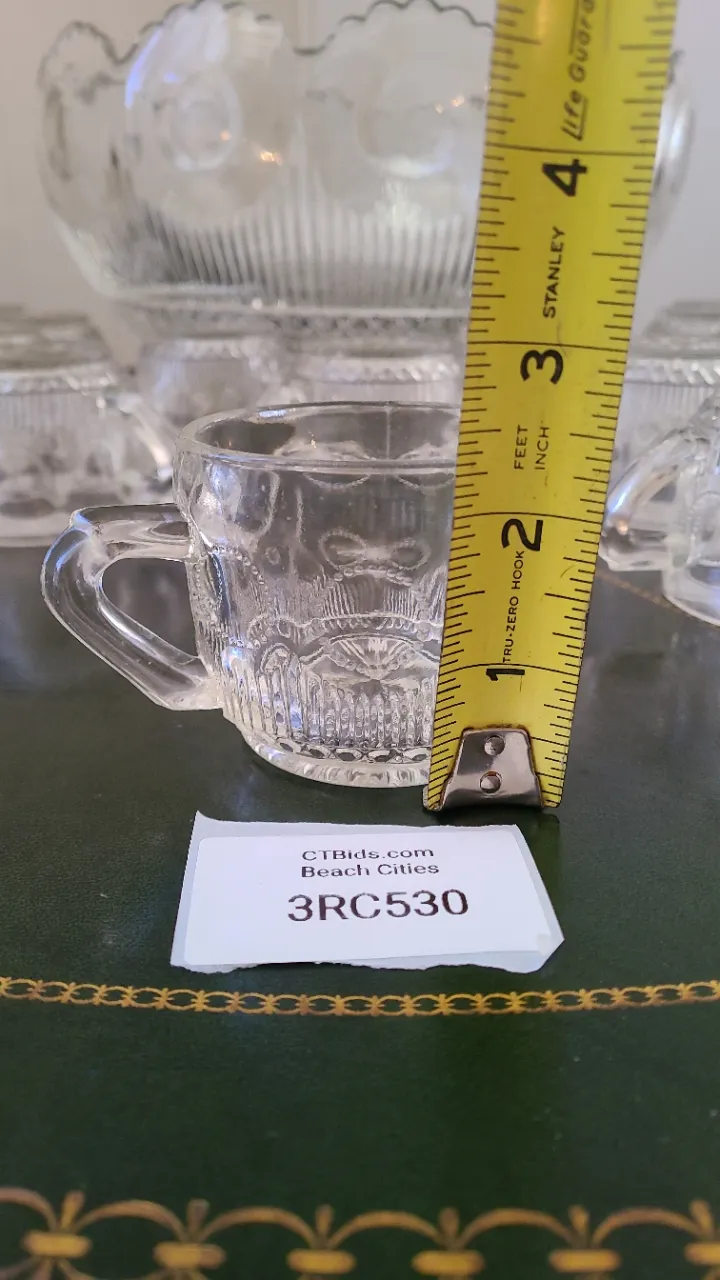 Life Guard
4
STANLEY
3
FEET
INCH
2
TRU-ZERO HOOK
1
CTBids.com
Beach Cities
3RC530